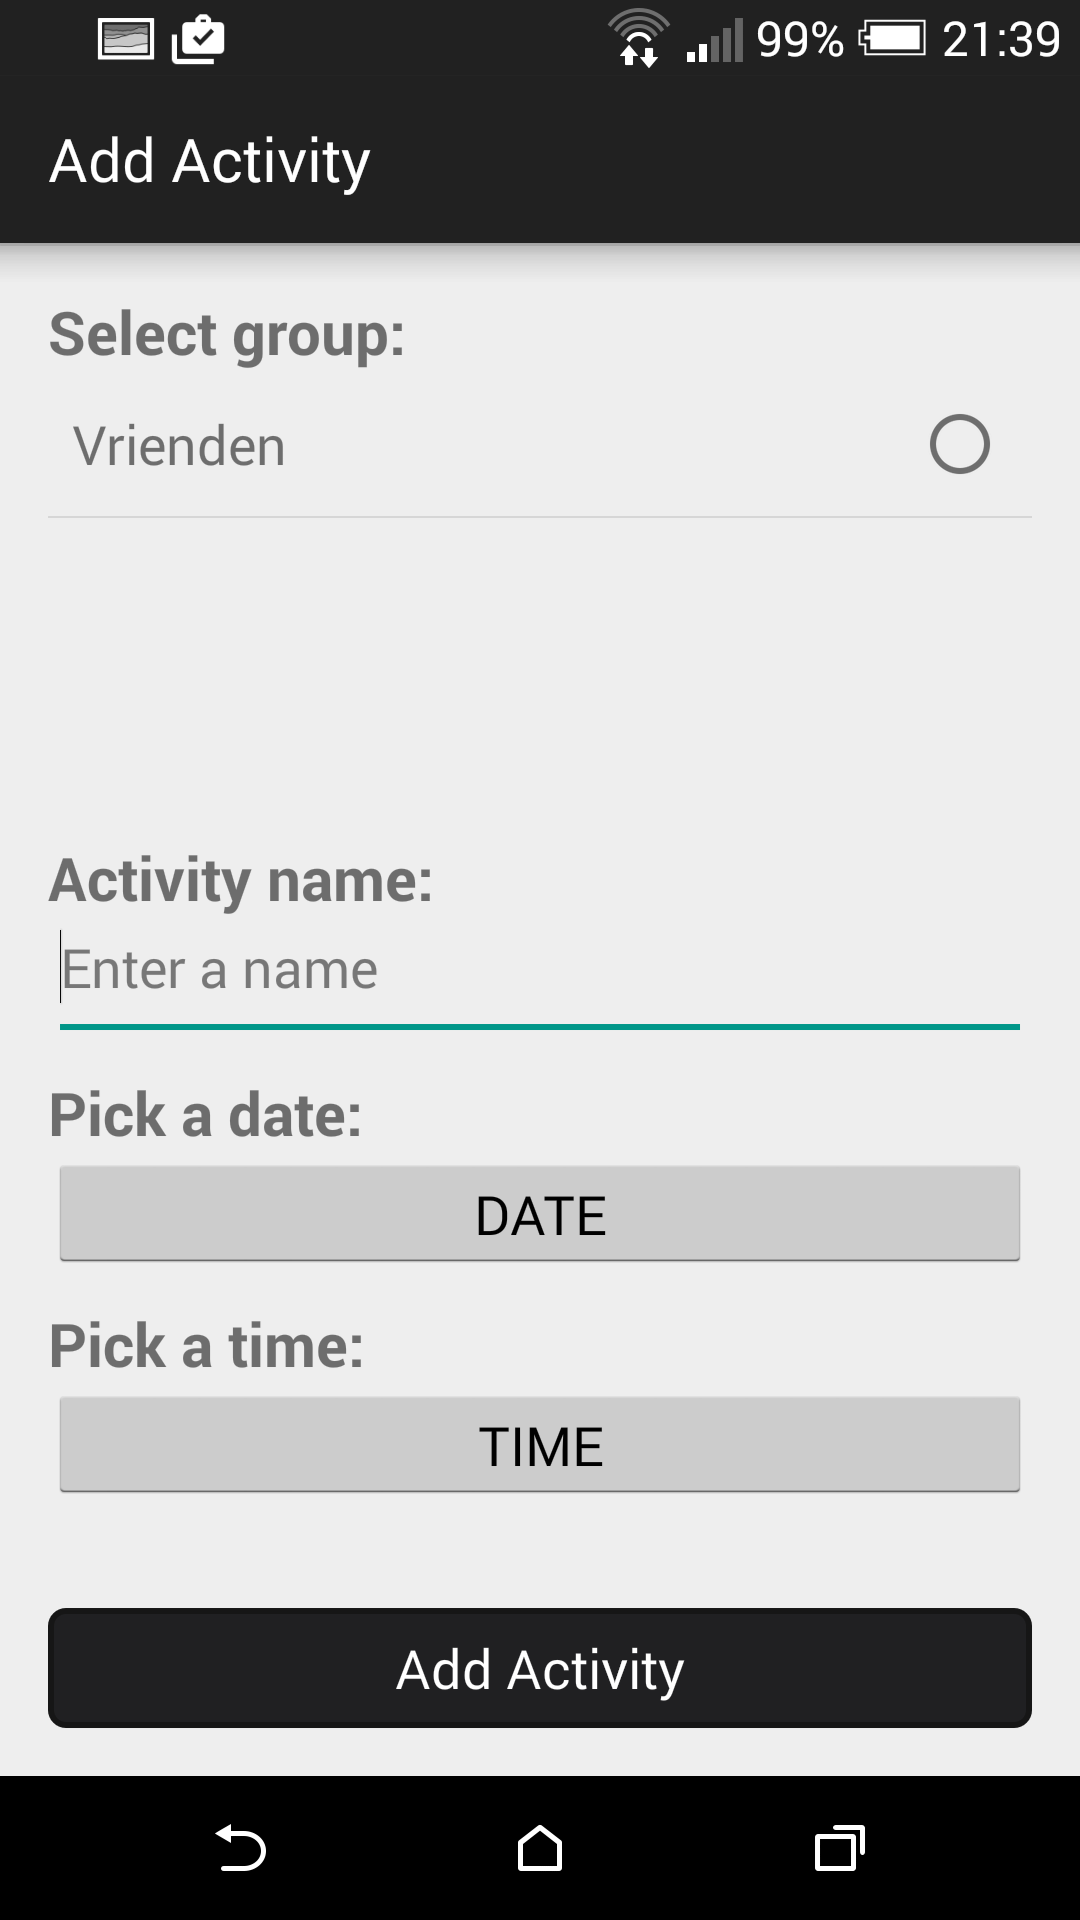 99% 21:39
Add Activity
Select group:
Vrienden
Activity name:
Enter a name
Pick a date:
DATE
Pick a time:
TIME
Add Activity